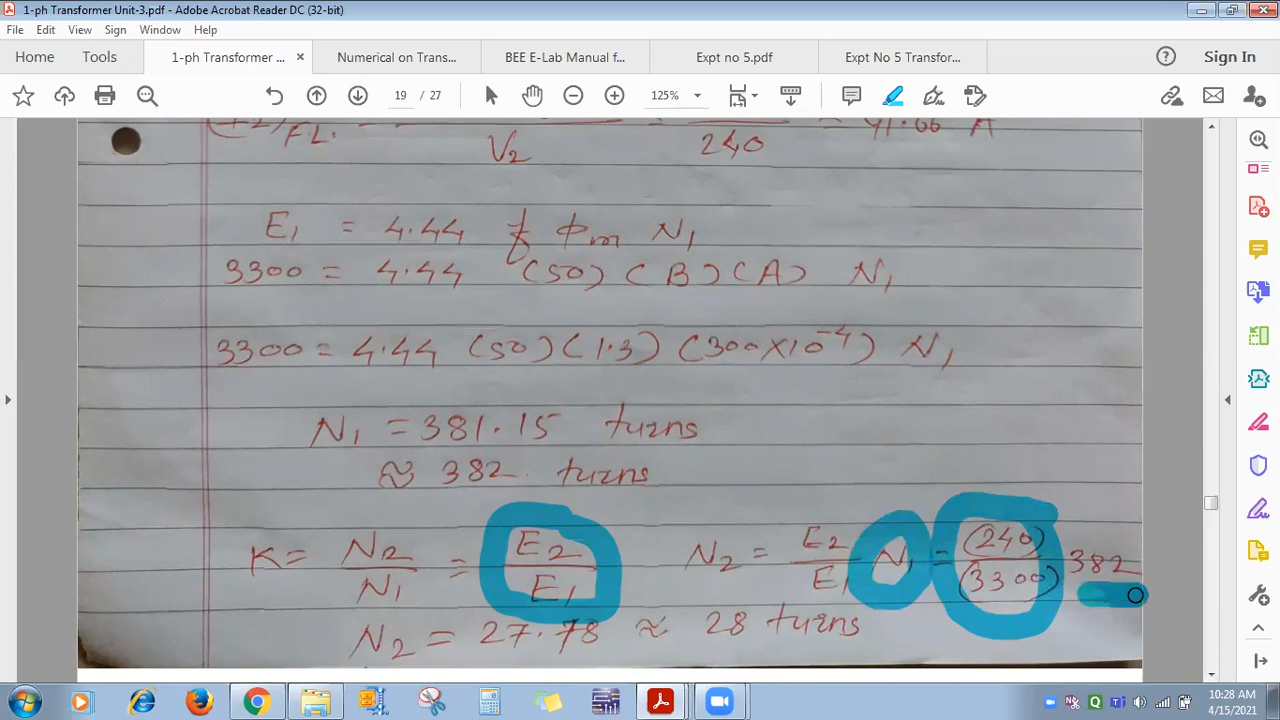 1-ph Transformer Unit-3.pdf - Adobe Acrobat Reader DC (32-bit)
File Edit View Sign Window Help
Home Tools 1-ph Transformer ... × Numerical on Trans... BEE E-Lab Manual f... Expt no 5.pdf Expt No 5 Transfor... Sign In
19 / 27 125%
V₂ 240 = 41.66 A
E₁ = 4.44 f ϕm N₁
3300 = 4.44 (50) (B) (A) N₁
3300 = 4.44 (50) (1.3) (300×10⁻⁴) N₁
N₁ = 381.15 turns
≈ 382 turns
K = N₂/N₁ = E₂/E₁ N₂ = E₂/E₁ N₁ = (240)/(3300) 382
N₂ = 27.78 ≈ 28 turns
10:28 AM
4/15/2021